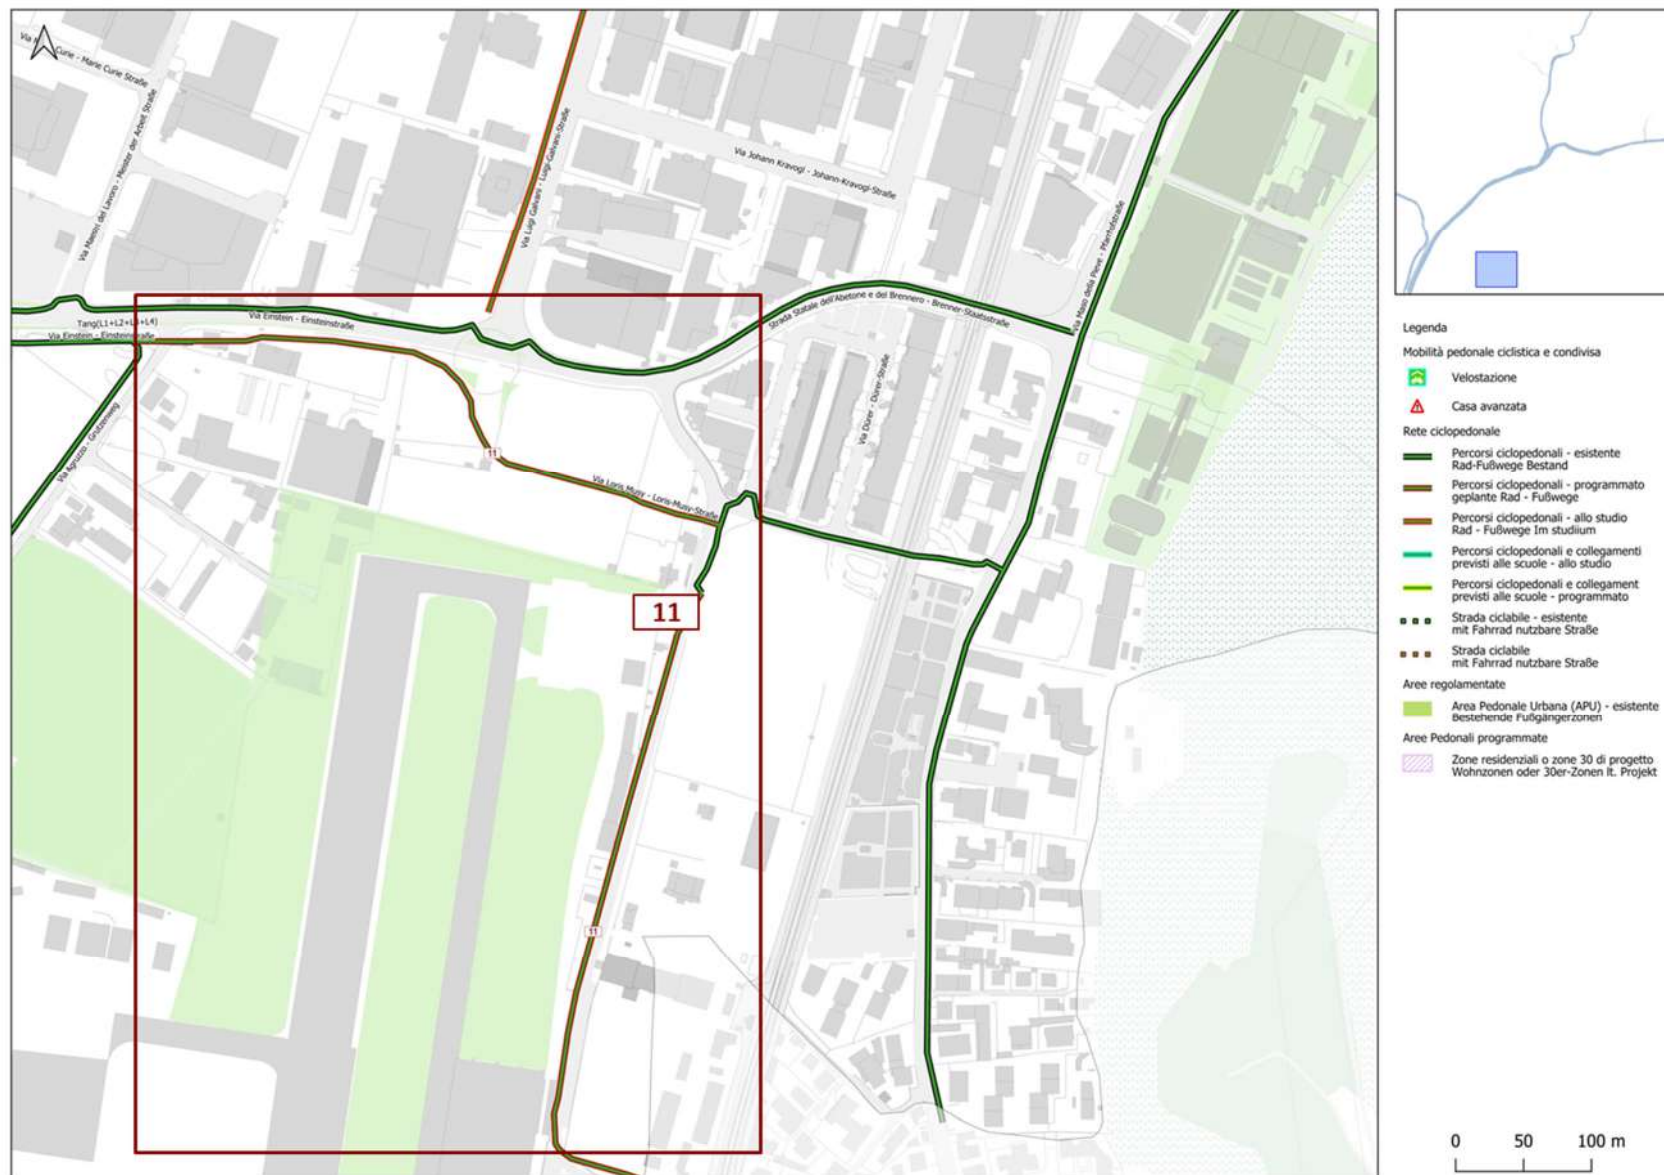 Via Marie Curie - Marie Curie Straße
Via Maestri del Lavoro - Meister der Arbeit Straße
Via Luigi Galvani - Luigi-Galvani-Straße
Via Johann Kravogl - Johann-Kravogl-Straße
Via Maso della Pieve - Pfarrhofstraße
Strada Statale dell'Abetone e del Brennero - Brenner-Staatsstraße
Via Einstein - Einsteinstraße
Tang(L1+L2+L3+L4)
Via Einstein - Einsteinstraße
Via Dürer - Dürer-Straße
Via Agruzzo - Grutzenweg
11
Via Loris Musy - Loris-Musy-Straße
11
11
Legenda
Mobilità pedonale ciclistica e condivisa
Velostazione
Casa avanzata
Rete ciclopedonale
Percorsi ciclopedonali - esistente
Rad-Fußwege Bestand
Percorsi ciclopedonali - programmato
geplante Rad - Fußwege
Percorsi ciclopedonali - allo studio
Rad - Fußwege Im studiium
Percorsi ciclopedonali e collegamenti
previsti alle scuole - allo studio
Percorsi ciclopedonali e collegament
previsti alle scuole - programmato
Strada ciclabile - esistente
mit Fahrrad nutzbare Straße
Strada ciclabile
mit Fahrrad nutzbare Straße
Aree regolamentate
Area Pedonale Urbana (APU) - esistente
Bestehende Fußgängerzonen
Aree Pedonali programmate
Zone residenziali o zone 30 di progetto
Wohnzonen oder 30er-Zonen lt. Projekt
0 50 100 m